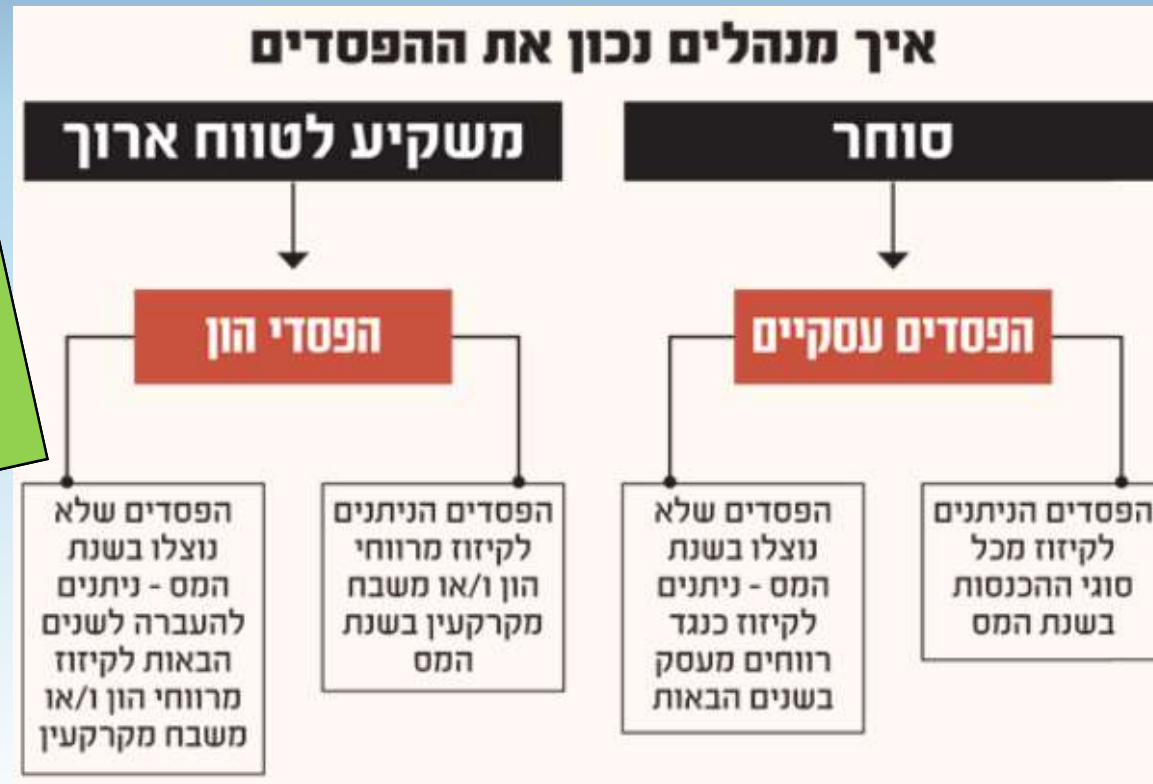 איך מנהלים נכון את ההפסדים
סוחר
הפסדים עסקיים
הפסדים הניתנים
לקיזוז מכל
סוגי ההכנסות
בשנת המס
הפסדים שלא
נוצלו בשנת
המס - ניתנים
לקיזוז כנגד
רווחים מעסק
בשנים הבאות
משקיע לטווח ארוך
הפסדי הון
הפסדים הניתנים
לקיזוז מרווחי
הון ו/או משבח
מקרקעין בשנת
המס
הפסדים שלא
נוצלו בשנת
המס - ניתנים
להעברה לשנים
הבאות לקיזוז
מרווחי הון ו/או
משבח מקרקעין